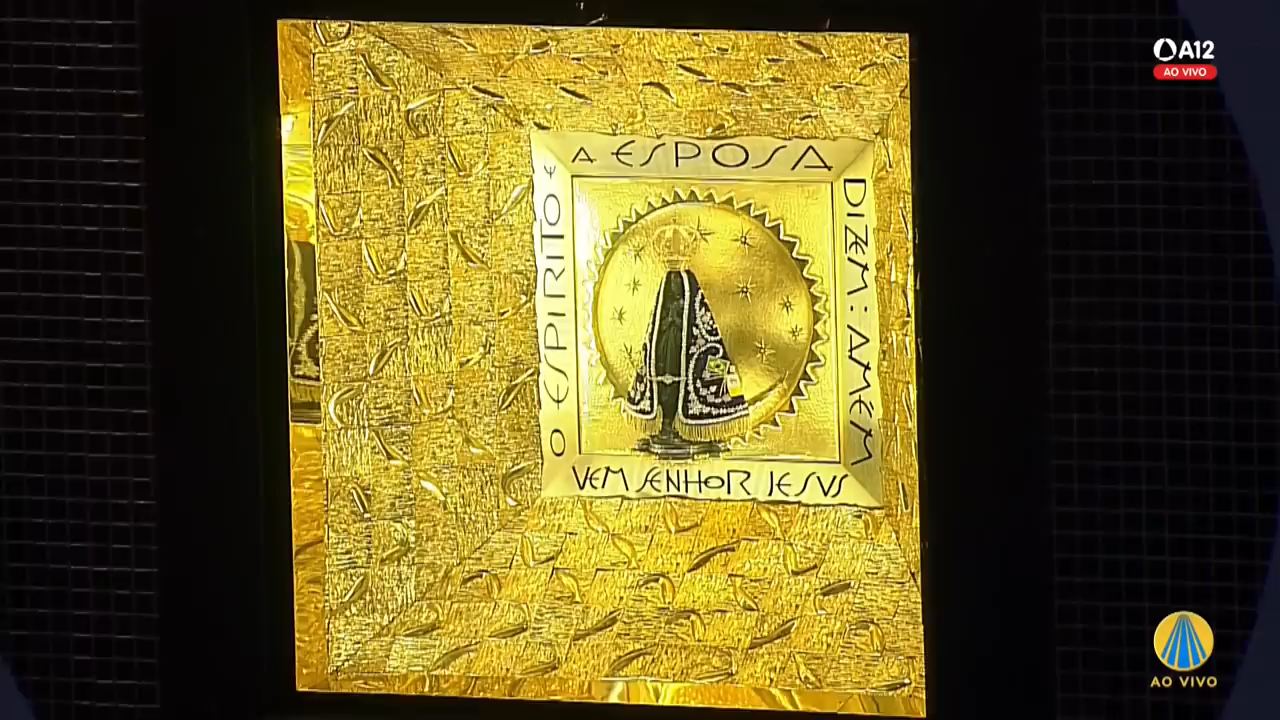 A12
AO VIVO
O ESPIRITO E
A ESPOSA
DIZEM: AMÉM
VEM SENHOR JESUS
AO VIVO